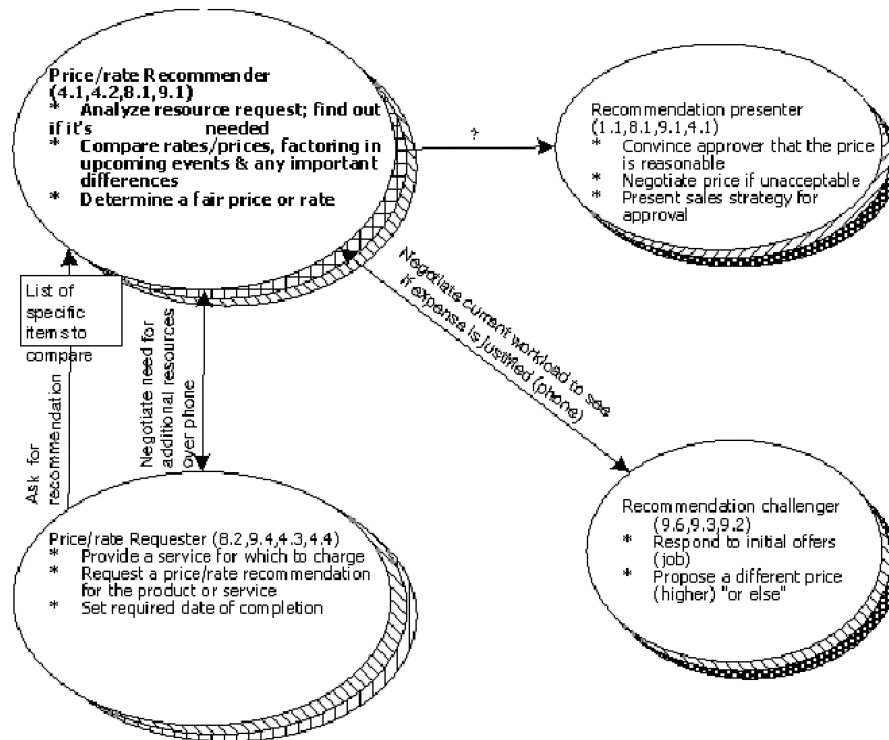 Price/rate Recommender
(4.1,4.2,8.1,9.1)
* Analyze resource request; find out
if it's needed
* Compare rates/prices, factoring in
upcoming events & any important
differences
* Determine a fair price or rate
?
Recommendation presenter
(1.1,8.1,9.1,4.1)
* Convince approver that the price
is reasonable
* Negotiate price if unacceptable
* Present sales strategy for
approval
List of
specific
items to
compare
Ask for
recommendation
Negotiate need for
additional resources
over phone
Negotiate current workload to see
if expense is justified (phone)
Price/rate Requester (8.2,9.4,4.3,4.4)
* Provide a service for which to charge
* Request a price/rate recommendation
for the product or service
* Set required date of completion
Recommendation challenger
(9.6,9.3,9.2)
* Respond to initial offers
(job)
* Propose a different price
(higher) "or else"